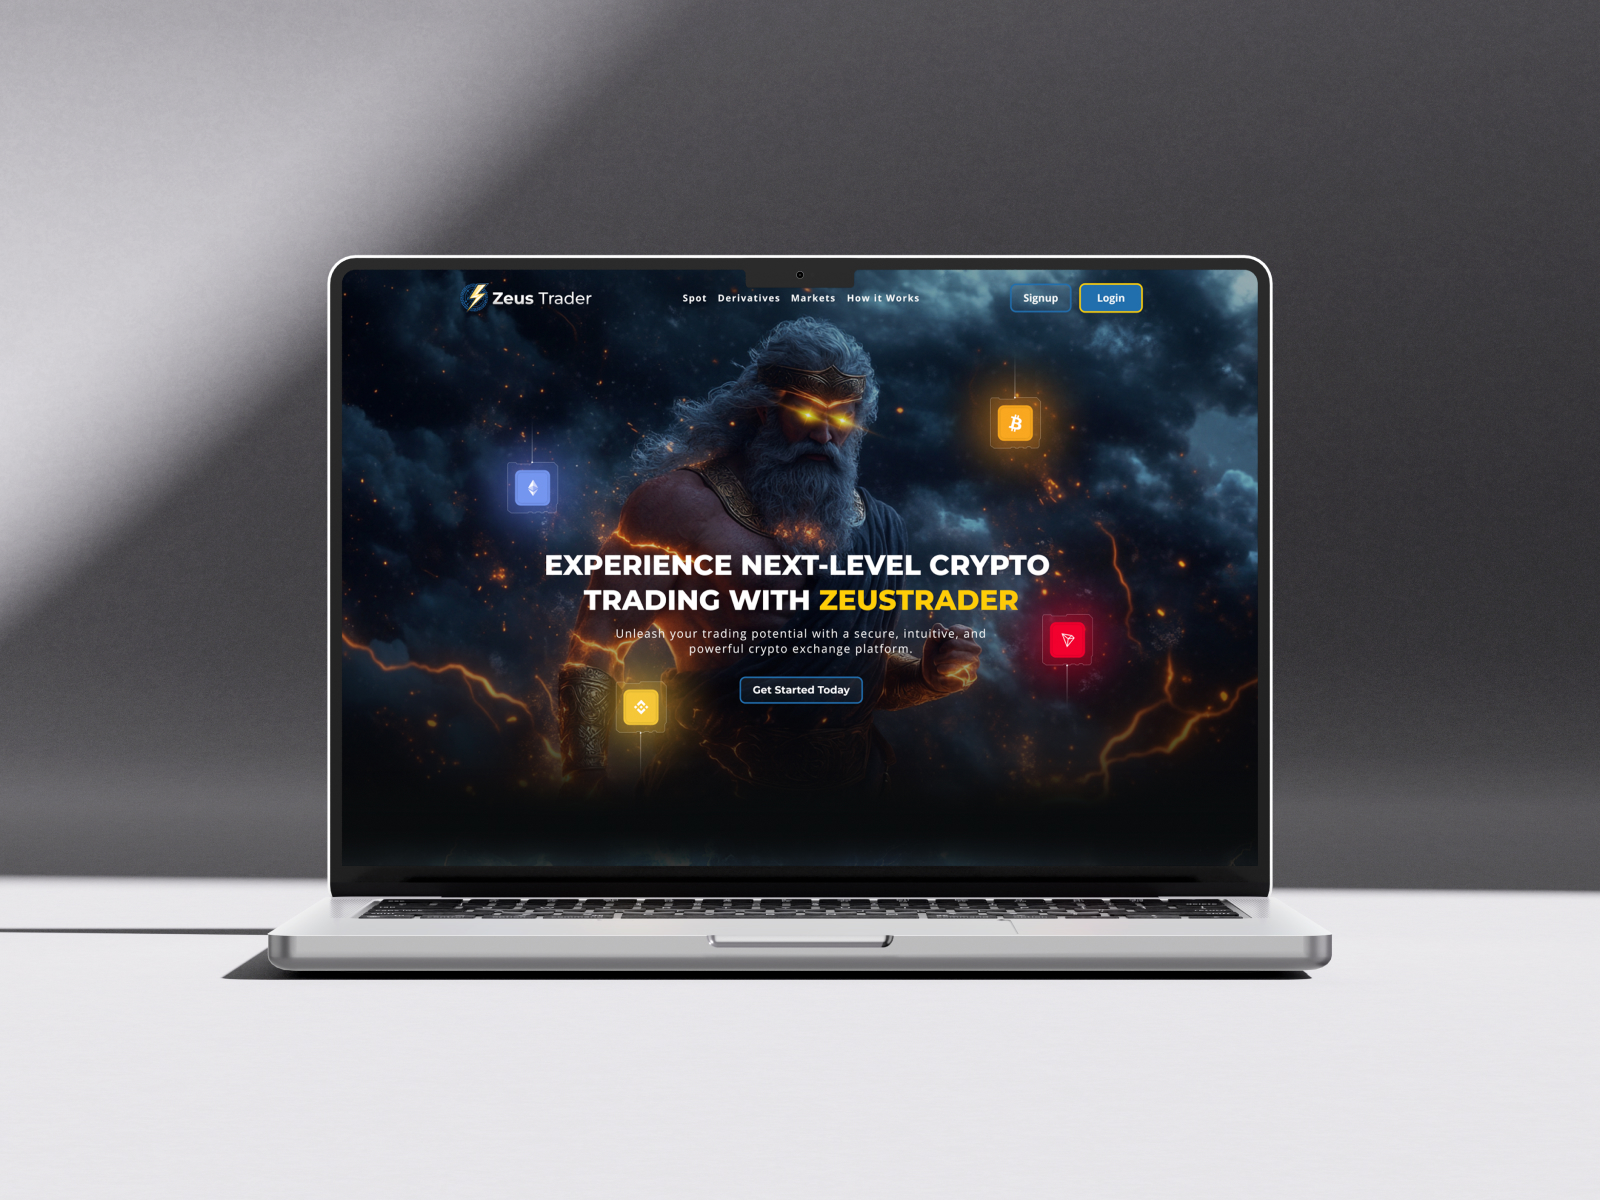 Zeus Trader
Spot Derivatives Markets How it Works
Signup Login
EXPERIENCE NEXT-LEVEL CRYPTO
TRADING WITH ZEUSTRADER
Unleash your trading potential with a secure, intuitive, and
powerful crypto exchange platform.
Get Started Today